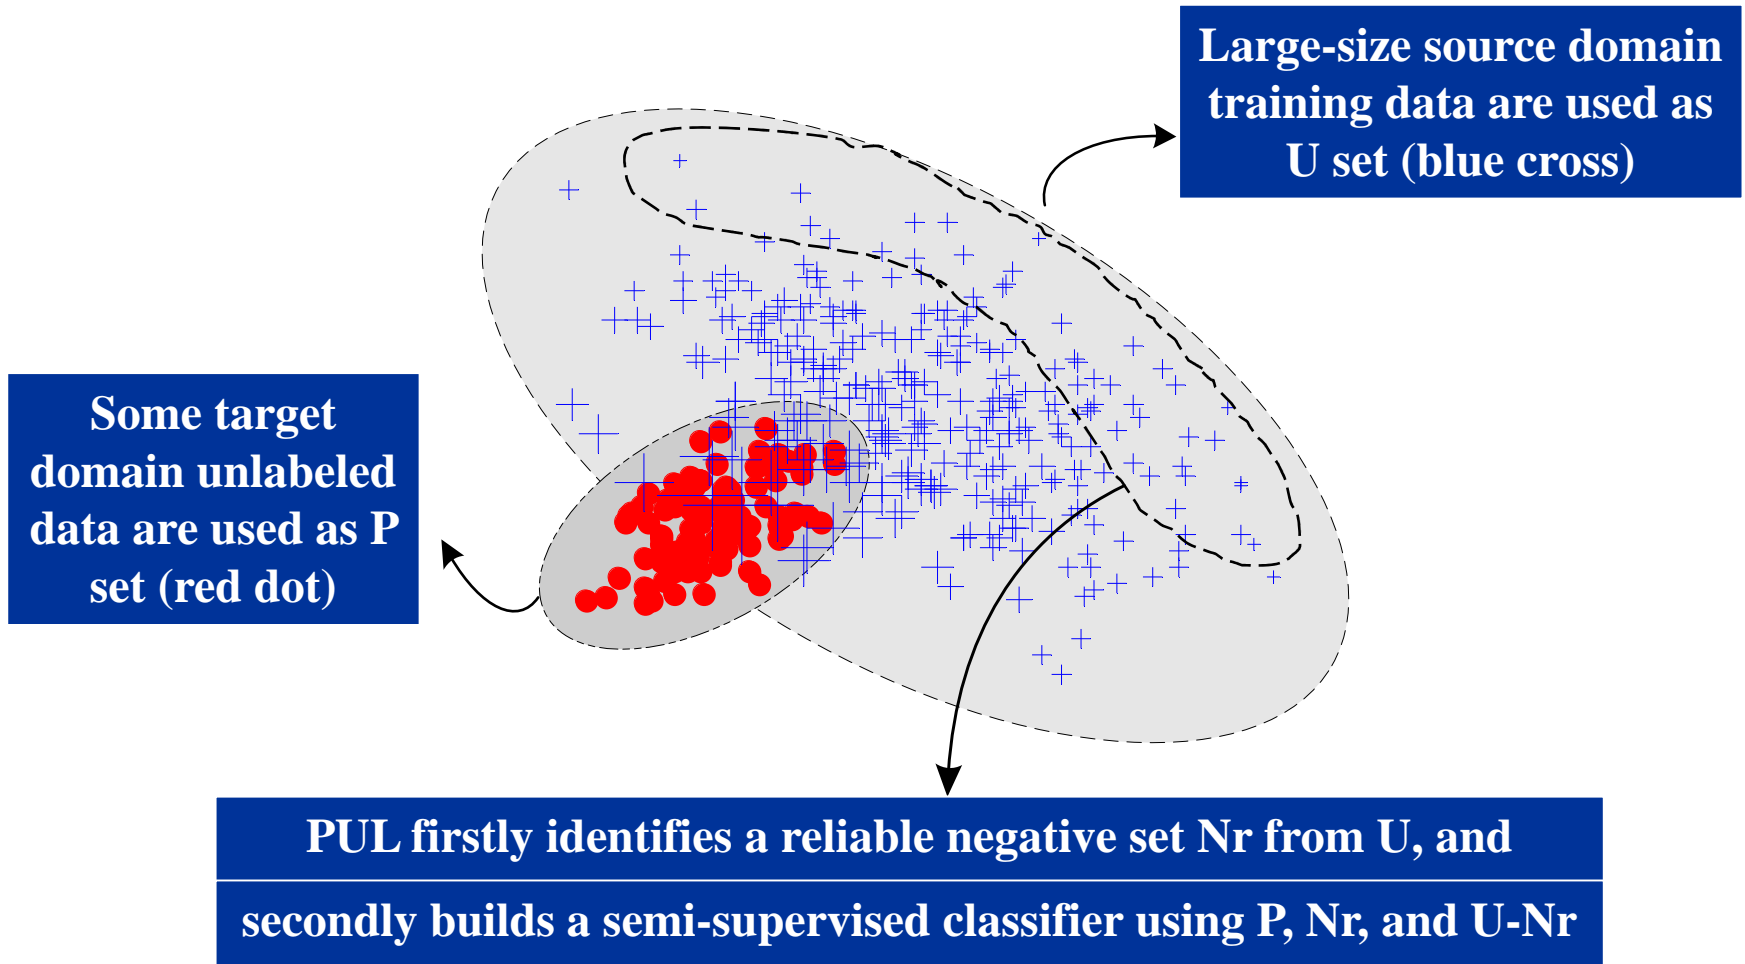 Large-size source domain
training data are used as
U set (blue cross)
Some target
domain unlabeled
data are used as P
set (red dot)
PUL firstly identifies a reliable negative set Nr from U, and
secondly builds a semi-supervised classifier using P, Nr, and U-Nr